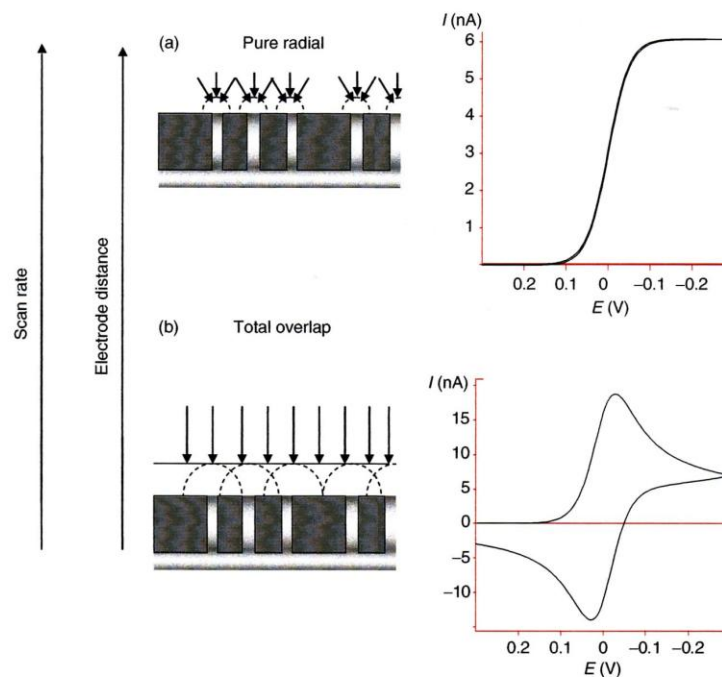 (a) Pure radial
I (nA)
6
5
4
3
2
1
0.2 0.1 0 −0.1 −0.2
E (V)
Scan rate
Electrode distance
(b) Total overlap
I (nA)
15
10
5
0
−5
−10
0.2 0.1 0 −0.1 −0.2
E (V)